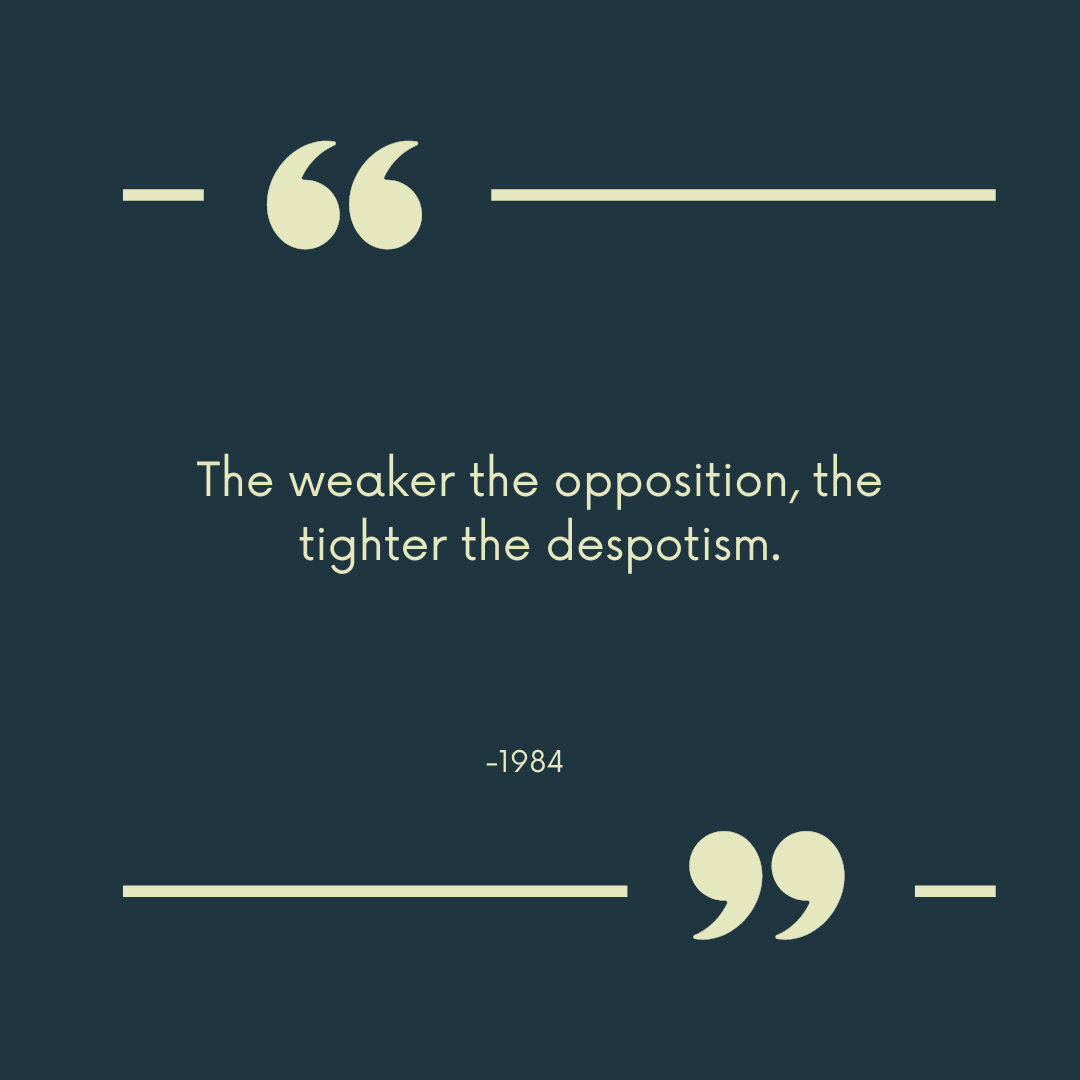 “
The weaker the opposition, the
tighter the despotism.
-1984
”